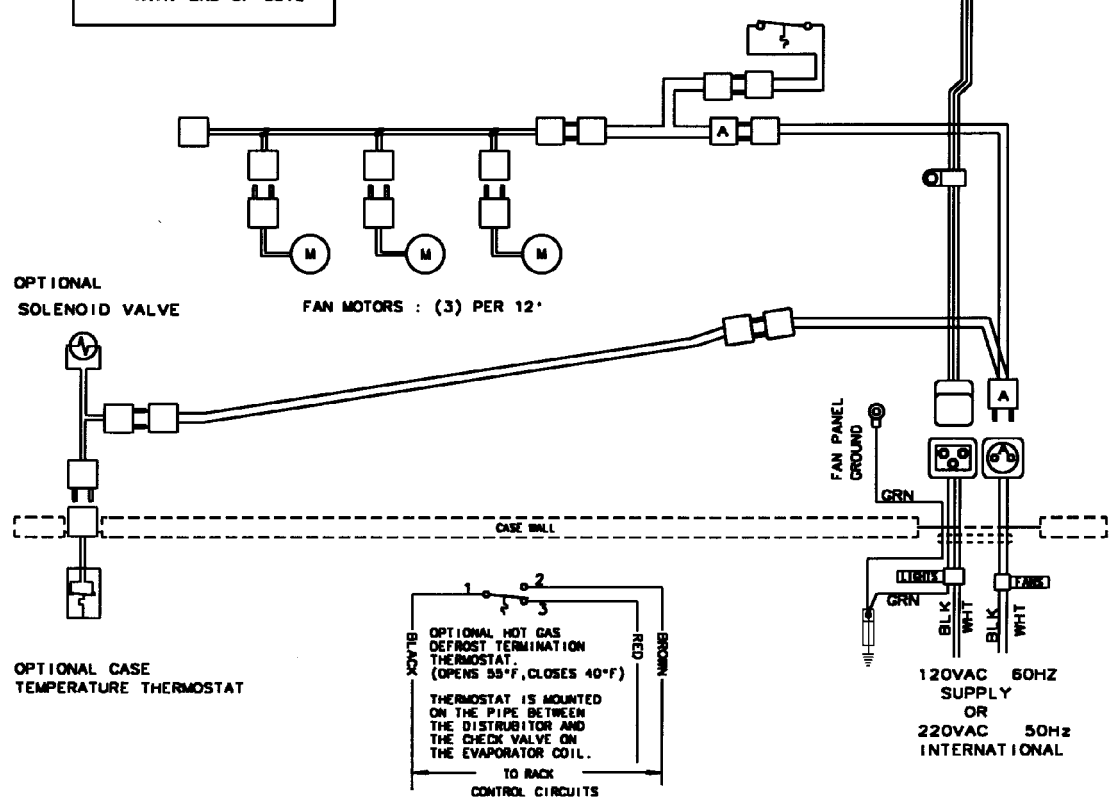 A
M
M
M
OPTIONAL
SOLENOID VALVE
FAN MOTORS : (3) PER 12'
A
FAN PANEL
GROUND
A
GRN
CASE WALL
LIGHTS
FANS
GRN
BLK
WHT
BLK
WHT
1
2
3
OPTIONAL HOT GAS
DEFROST TERMINATION
THERMOSTAT.
(OPENS 55°F, CLOSES 40°F)
THERMOSTAT IS MOUNTED
ON THE PIPE BETWEEN
THE DISTRUBITOR AND
THE CHECK VALVE ON
THE EVAPORATOR COIL.
BLACK
RED
BROWN
TO RACK
CONTROL CIRCUITS
OPTIONAL CASE
TEMPERATURE THERMOSTAT
120VAC 60HZ
SUPPLY
OR
220VAC 50Hz
INTERNATIONAL